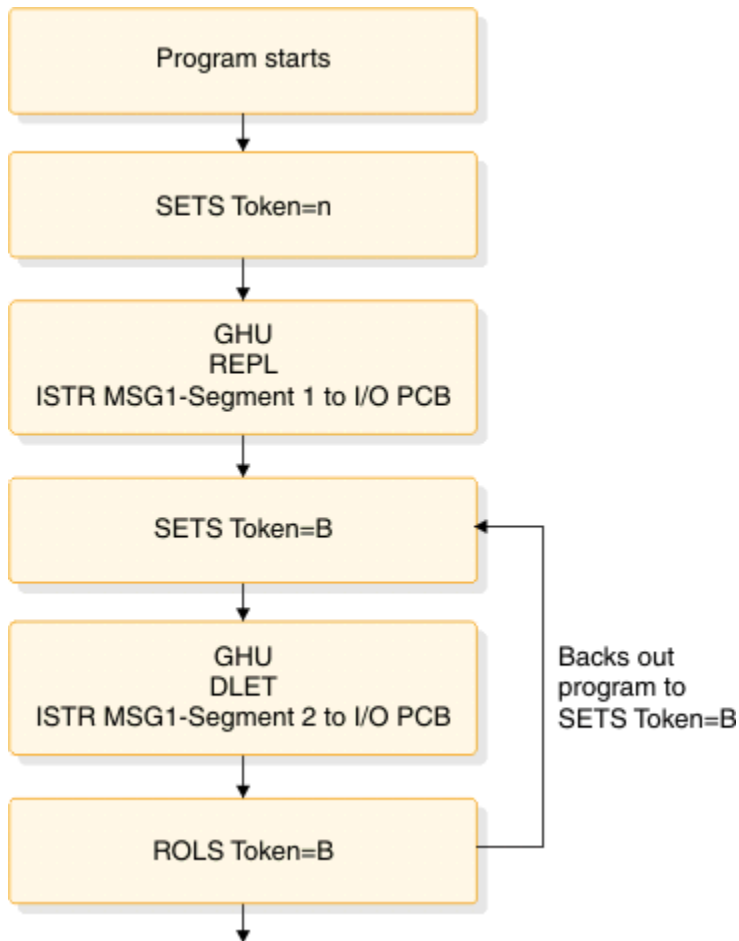 Program starts
SETS Token=n
GHU
REPL
ISTR MSG1-Segment 1 to I/O PCB
SETS Token=B
GHU
DLET
ISTR MSG1-Segment 2 to I/O PCB
Backs out
program to
SETS Token=B
ROLS Token=B